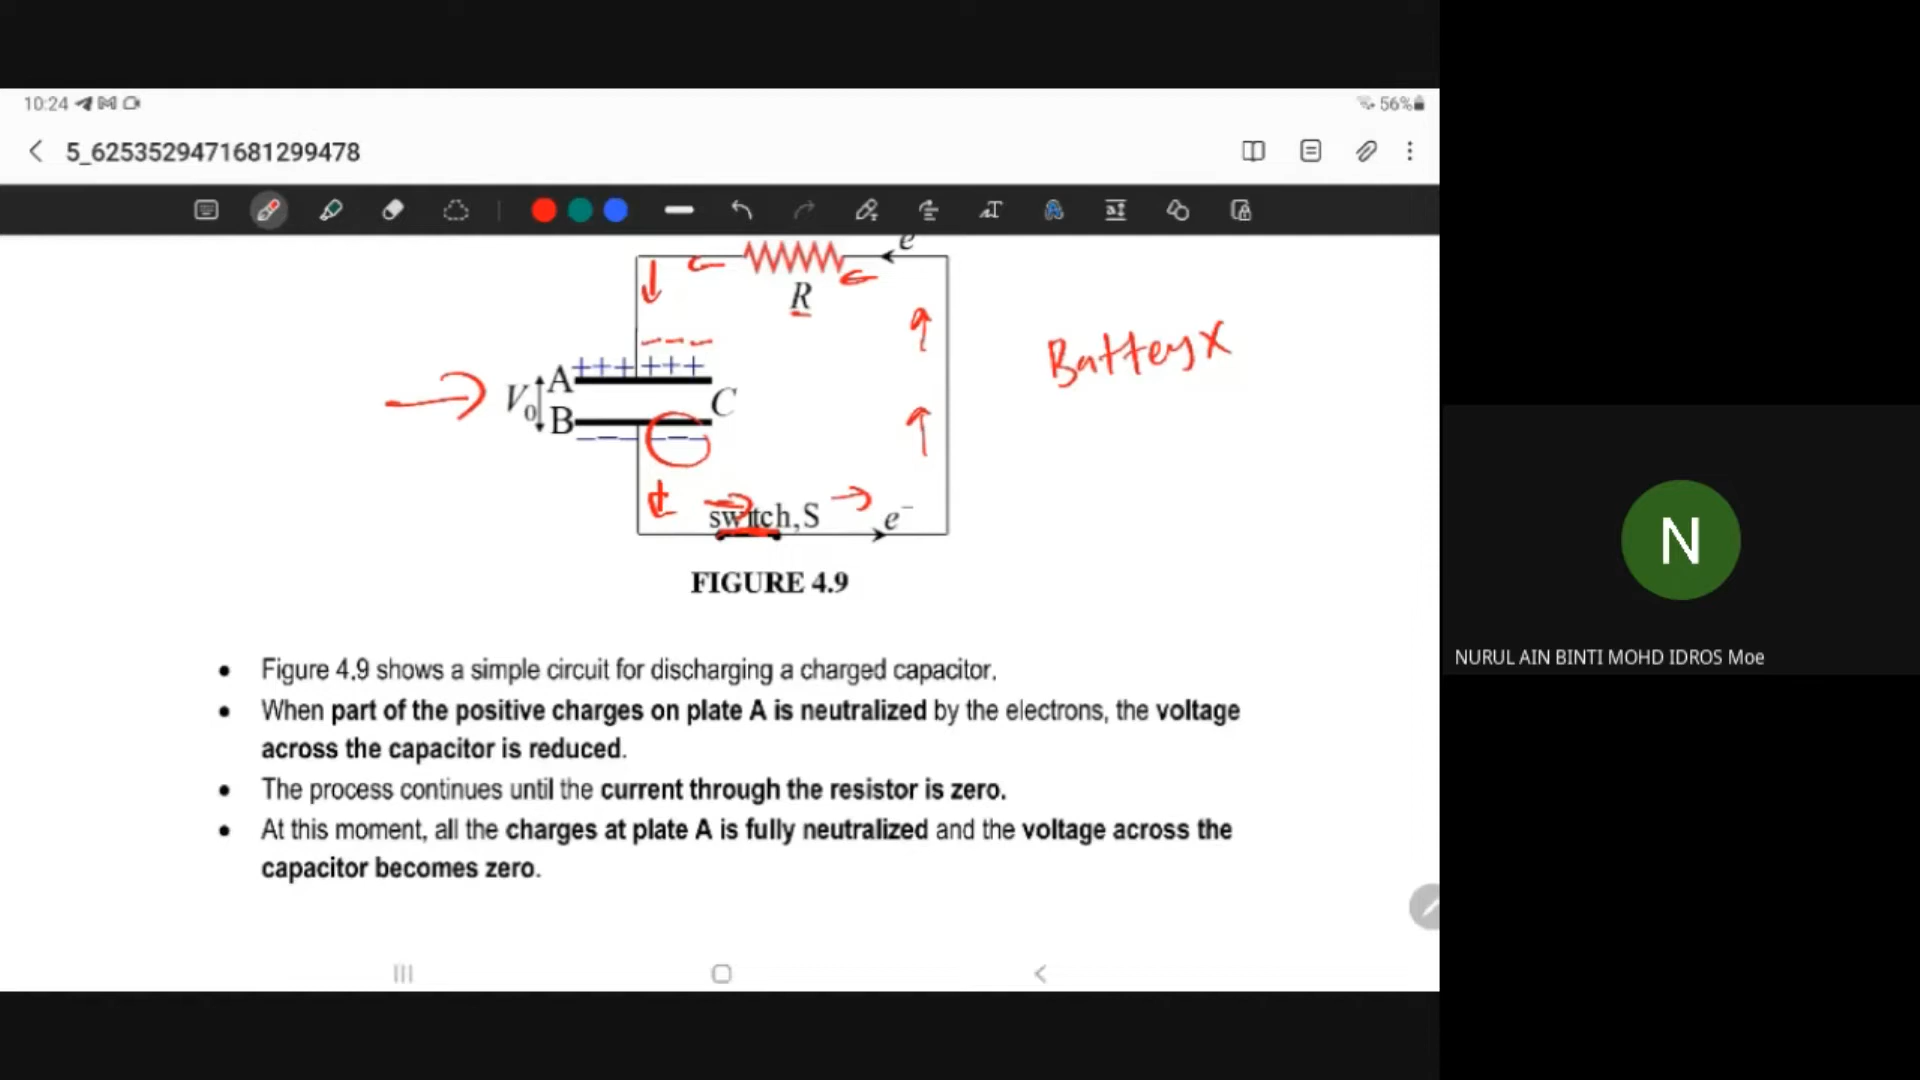 10:24
56%
5_6253529471681299478
e
R
A
V0
B
C
Battery X
switch, S
e⁻
FIGURE 4.9
• Figure 4.9 shows a simple circuit for discharging a charged capacitor.
• When part of the positive charges on plate A is neutralized by the electrons, the voltage
across the capacitor is reduced.
• The process continues until the current through the resistor is zero.
• At this moment, all the charges at plate A is fully neutralized and the voltage across the
capacitor becomes zero.
N
NURUL AIN BINTI MOHD IDROS Moe